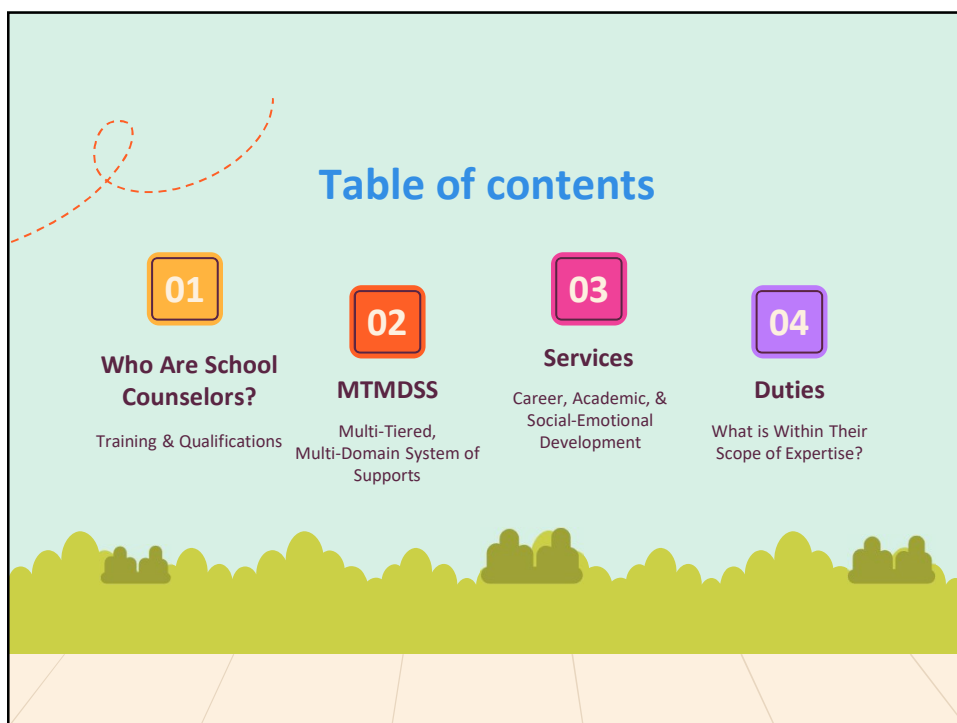 Table of contents
01
Who Are School
Counselors?
Training & Qualifications
02
MTMDSS
Multi-Tiered,
Multi-Domain System of
Supports
03
Services
Career, Academic, &
Social-Emotional
Development
04
Duties
What is Within Their
Scope of Expertise?